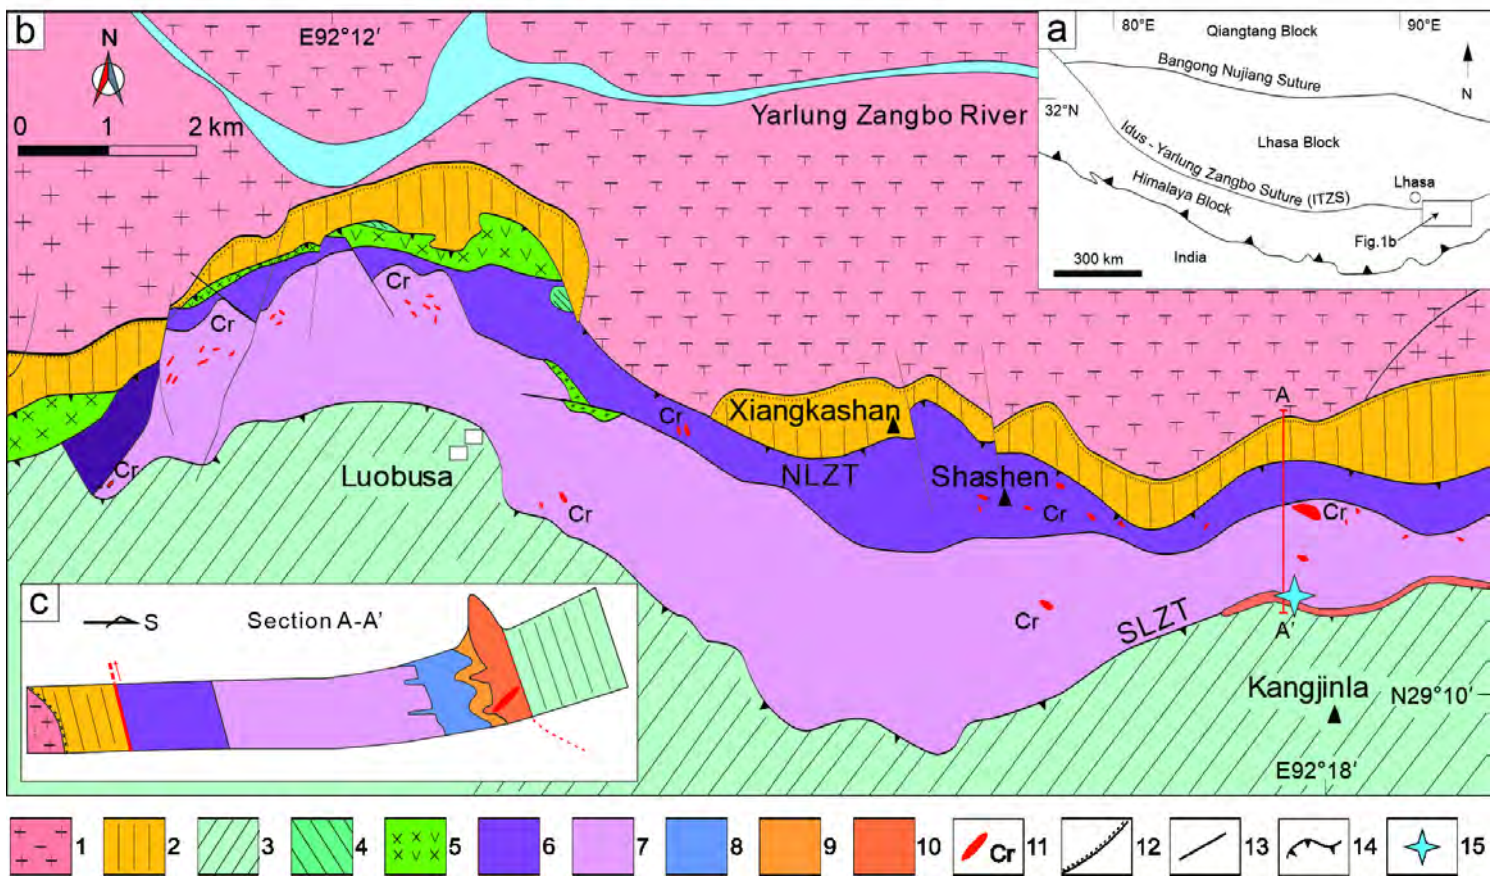 b
E92°12′
N
0 1 2 km
Yarlung Zangbo River
a
80°E
90°E
Qiangtang Block
Bangong Nujiang Suture
N
32°N
Lhasa Block
Idus - Yarlung Zangbo Suture (ITZS)
Himalaya Block
Lhasa
Fig.1b
India
300 km
Cr
Cr
Cr
Cr
Xiangkashan
A
NLZT
Shashen
Luobusa
Cr
Cr
Cr
Cr
SLZT
A'
Kangjinla
N29°10′
E92°18′
c
S
Section A-A'
1 2 3 4 5 6 7 8 9 10 Cr 11 12 13 14 15